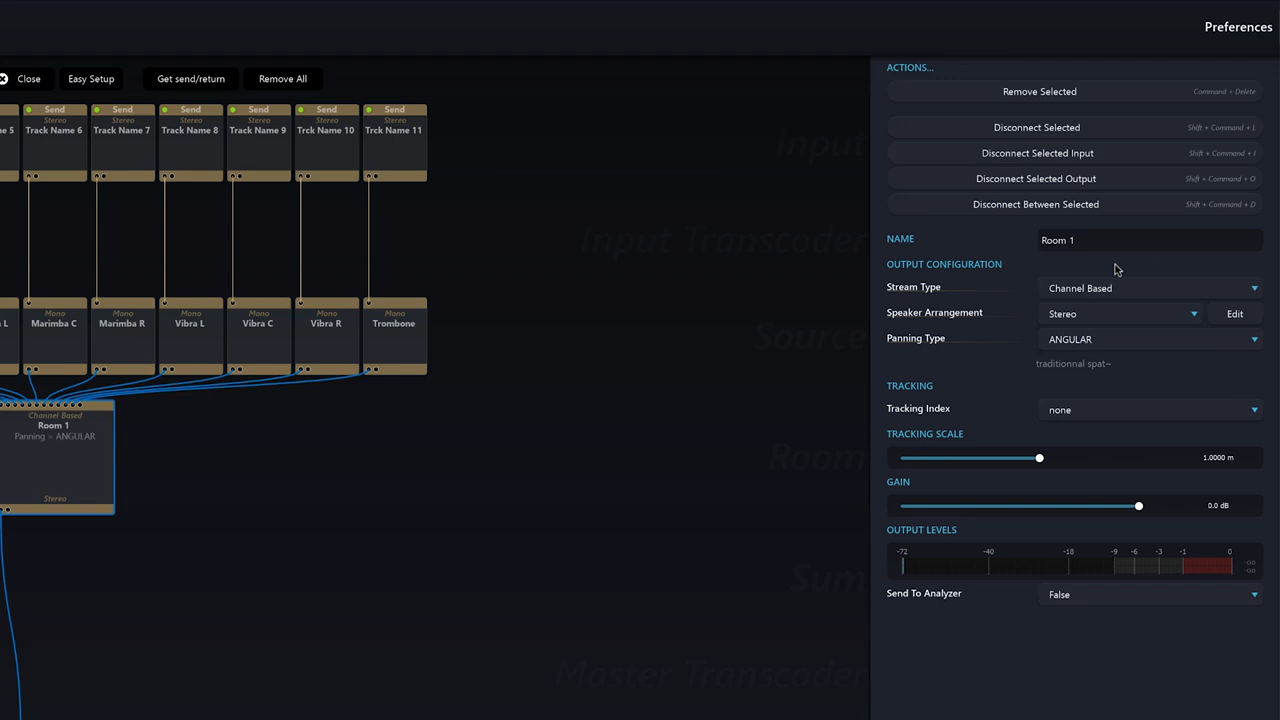 Preferences
Close
Easy Setup
Get send/return
Remove All
Send
Send
Send
Send
Send
Send
Stereo
Stereo
Stereo
Stereo
Stereo
Stereo
e 5
Track Name 6
Track Name 7
Track Name 8
Track Name 9
Trck Name 10
Trck Name 11
Mono
Mono
Mono
Mono
Mono
Mono
L
Marimba C
Marimba R
Vibra L
Vibra C
Vibra R
Trombone
Channel Based
Room 1
Panning = ANGULAR
Stereo
Input
Input Transcoder
Source
Room
Sum
Master Transcoder
ACTIONS...
Remove Selected
Command + Delete
Disconnect Selected
Shift + Command + L
Disconnect Selected Input
Shift + Command + I
Disconnect Selected Output
Shift + Command + O
Disconnect Between Selected
Shift + Command + D
NAME
Room 1
OUTPUT CONFIGURATION
Stream Type
Channel Based
Speaker Arrangement
Stereo
Edit
Panning Type
ANGULAR
traditionnal spat~
TRACKING
Tracking Index
none
TRACKING SCALE
1.0000 m
GAIN
0.0 dB
OUTPUT LEVELS
-72 -40 -18 -9 -6 -3 -1 0
-oo
-oo
Send To Analyzer
False